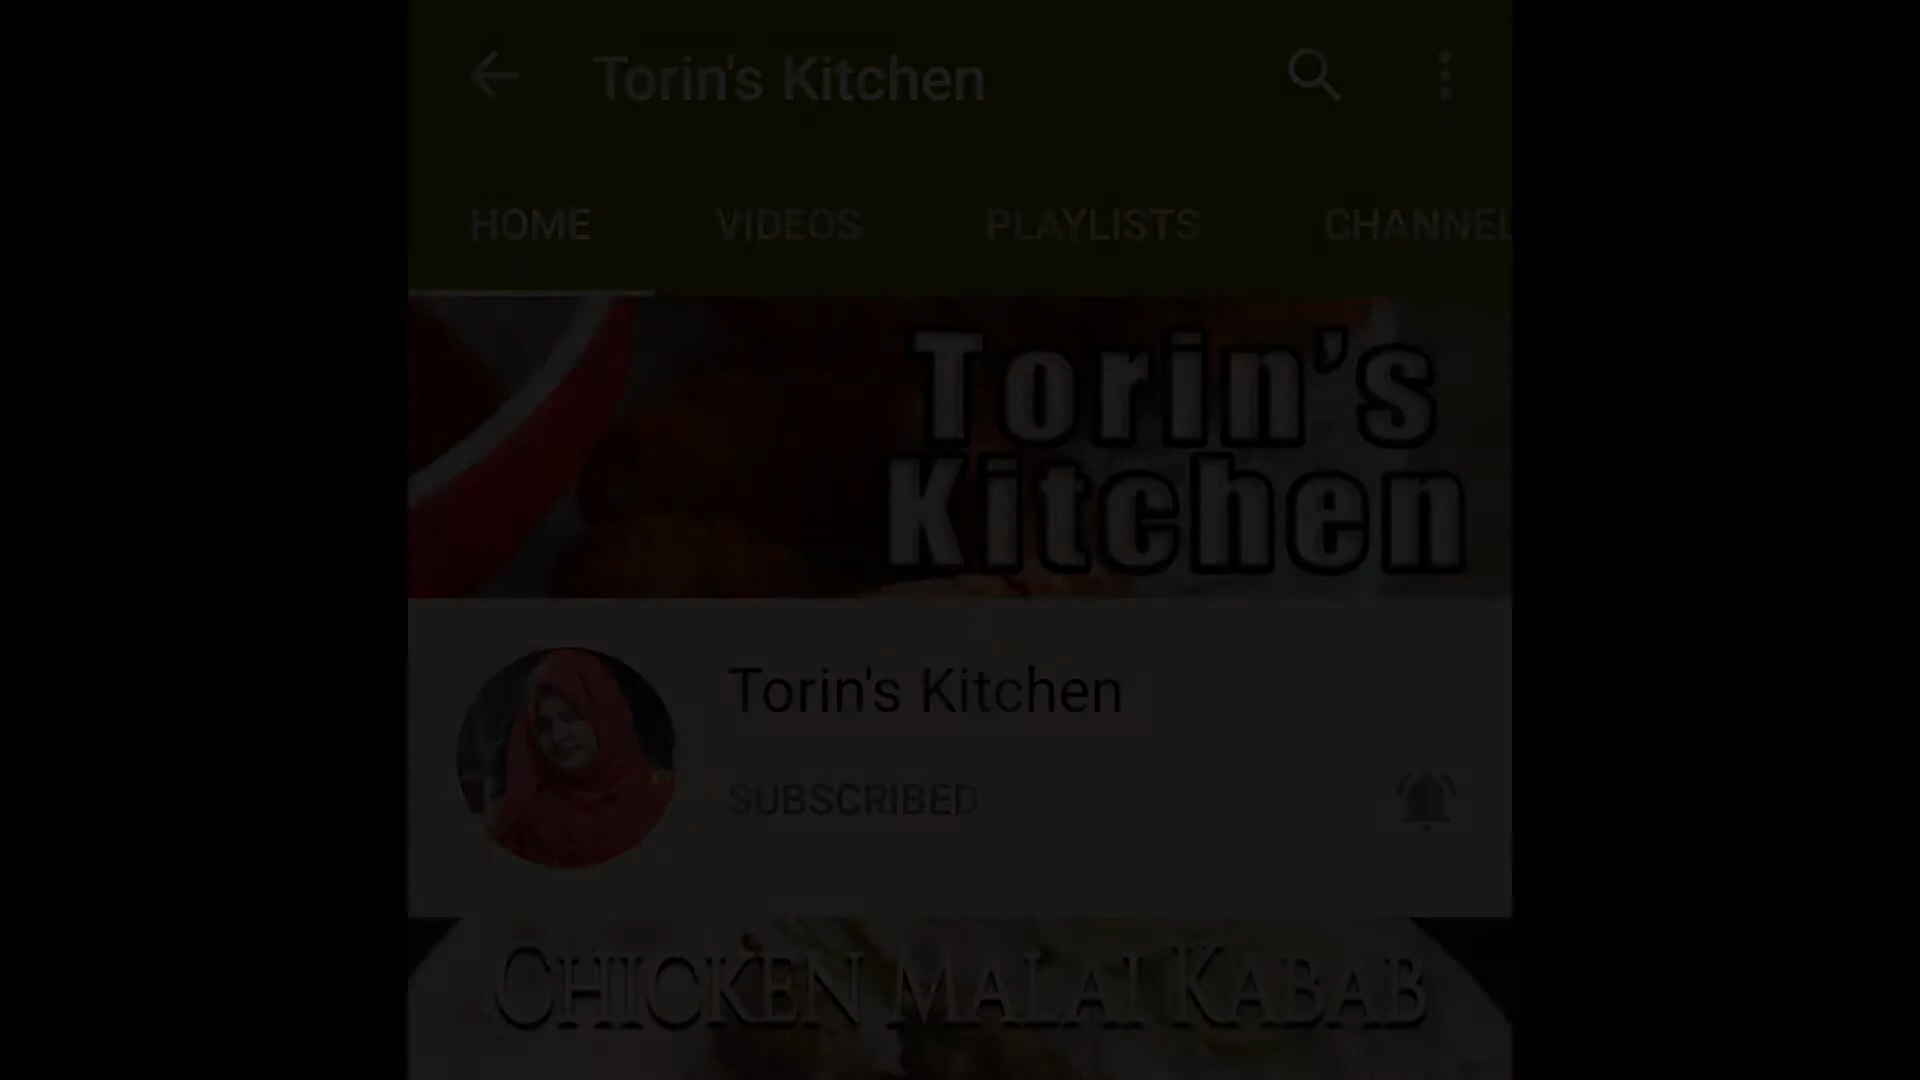 Torin's Kitchen
HOME VIDEOS PLAYLISTS CHANNEL
Torin's
Kitchen
Torin's Kitchen
SUBSCRIBED
CHICKEN MALAI KABAB